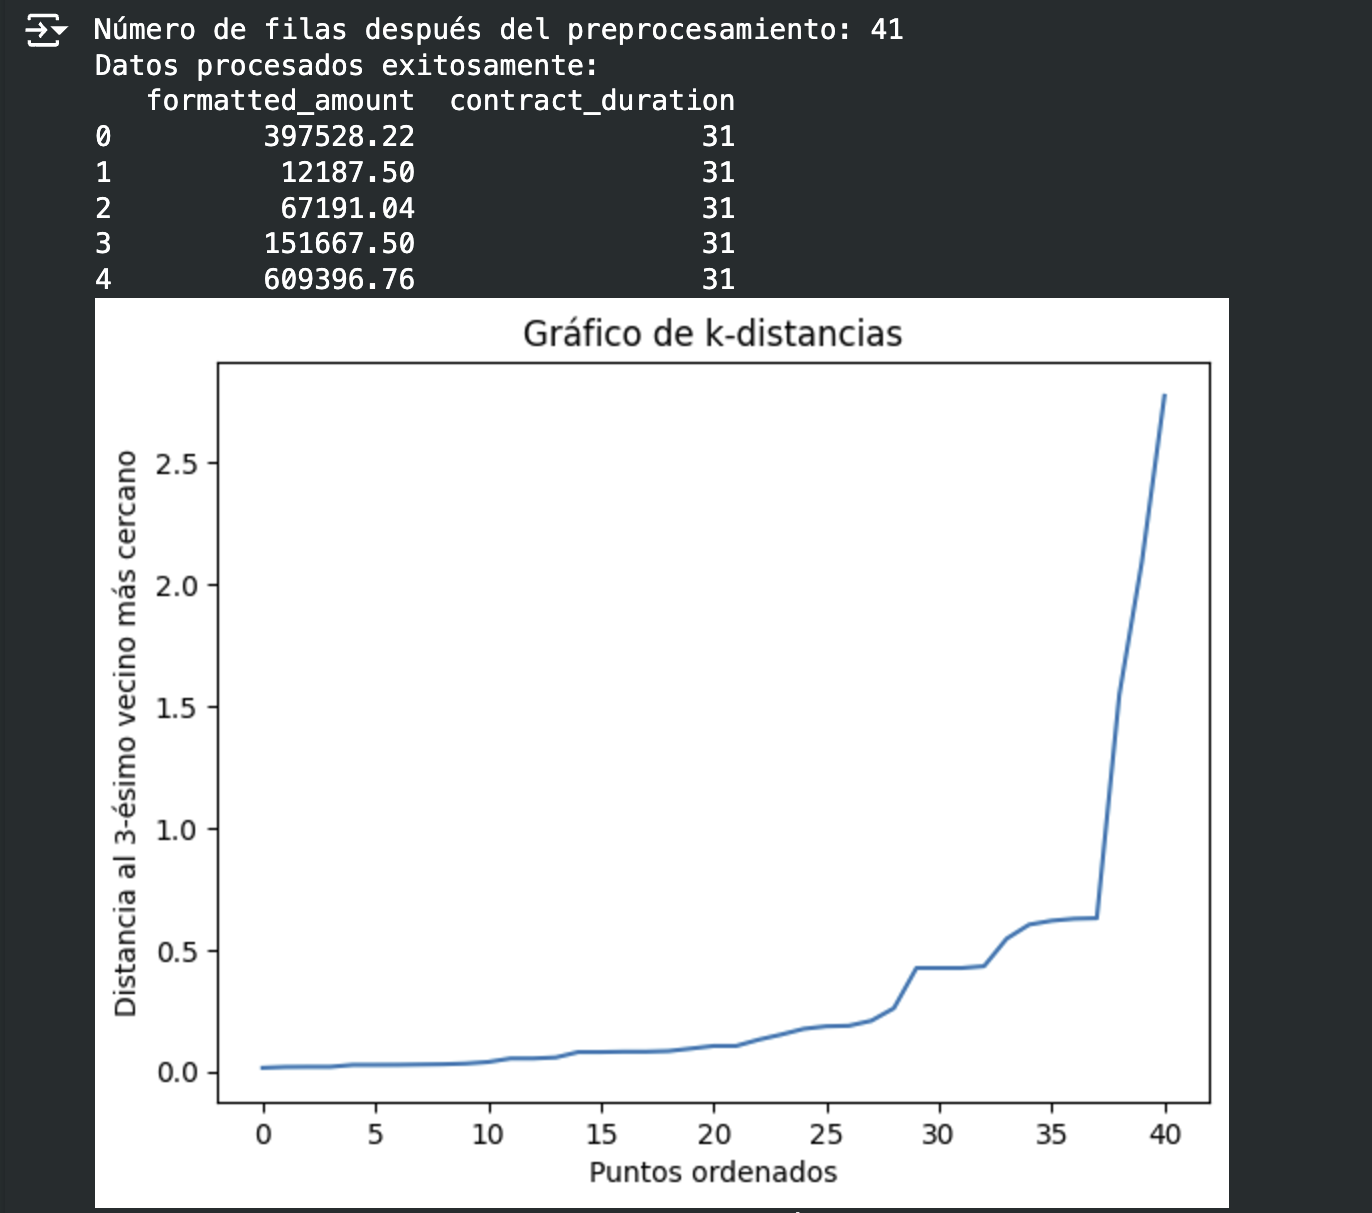 Número de filas después del preprocesamiento: 41
Datos procesados exitosamente:
formatted_amount contract_duration
0 397528.22 31
1 12187.50 31
2 67191.04 31
3 151667.50 31
4 609396.76 31
Gráfico de k-distancias
Distancia al 3-ésimo vecino más cercano
2.5
2.0
1.5
1.0
0.5
0.0
0 5 10 15 20 25 30 35 40
Puntos ordenados